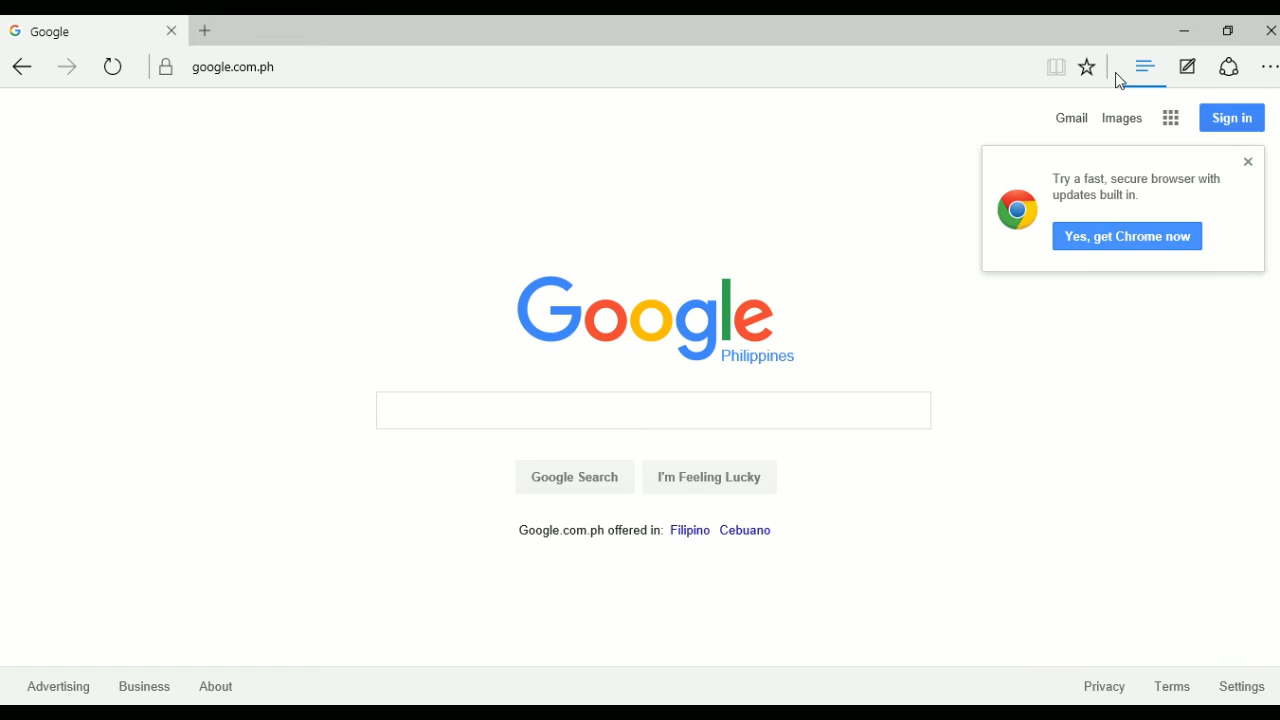 Google
google.com.ph
Gmail Images Sign in
Try a fast, secure browser with
updates built in.
Yes, get Chrome now
Google
Philippines
Google Search I'm Feeling Lucky
Google.com.ph offered in: Filipino Cebuano
Advertising Business About Privacy Terms Settings